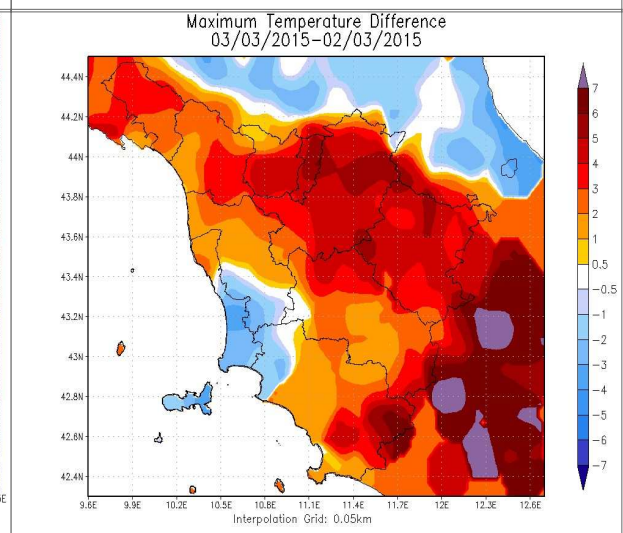 Maximum Temperature Difference
03/03/2015-02/03/2015
44.4N
44.2N
44N
43.8N
43.6N
43.4N
43.2N
43N
42.8N
42.6N
42.4N
9.6E 9.9E 10.2E 10.5E 10.8E 11.1E 11.4E 11.7E 12E 12.3E 12.6E
Interpolation Grid: 0.05km
7
6
5
4
3
2
1
0.5
-0.5
-1
-2
-3
-4
-5
-6
-7